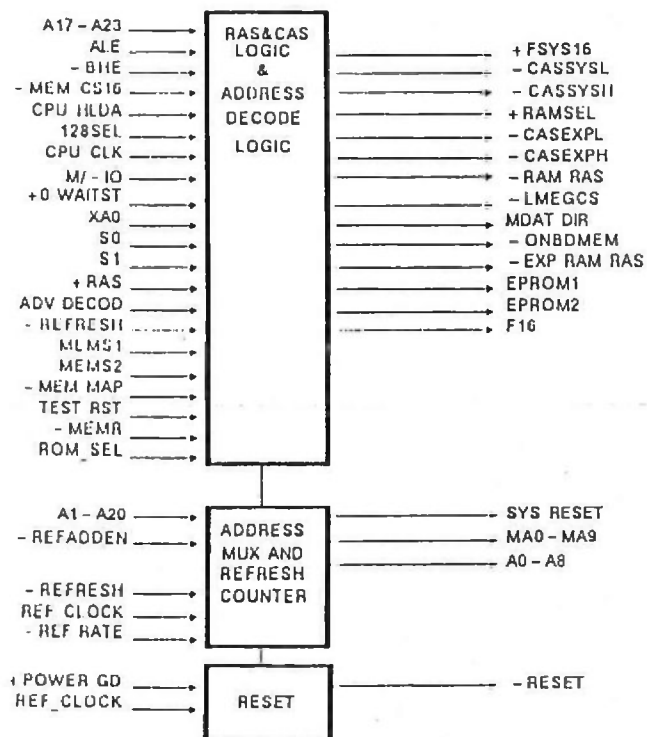 A17-A23
ALE
- BHE
- MEM CS16
CPU HLDA
128SEL
CPU CLK
M/-IO
+0 WAITST
XA0
S0
S1
+RAS
ADV DECOD
- REFRESH
MEMS1
MEMS2
- MEM MAP
TEST RST
- MEMR
ROM_SEL
RAS&CAS
LOGIC
&
ADDRESS
DECODE
LOGIC
+FSYS16
-CASSYSL
-CASSYSH
+RAMSEL
-CASEXPL
-CASEXPH
-RAM RAS
-LMEGCS
MDAT DIR
-ONBDMEM
-EXP RAM RAS
EPROM1
EPROM2
F16
A1-A20
-REFADDEN
- REFRESH
REF CLOCK
- REF RATE
ADDRESS
MUX AND
REFRESH
COUNTER
SYS RESET
MA0-MA9
A0-A8
+POWER GD
REF_CLOCK
RESET
-RESET